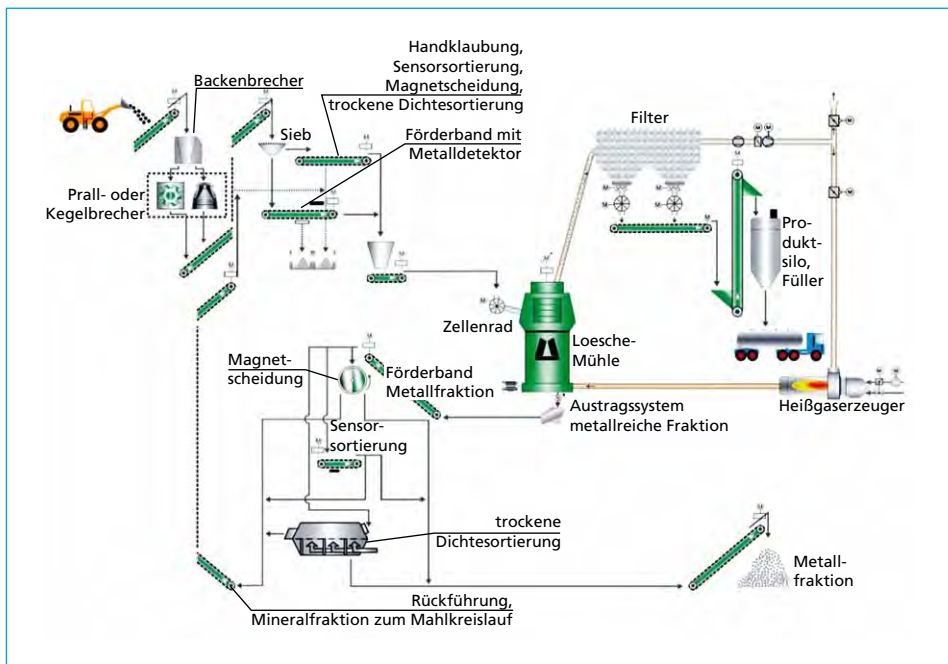 Handklaubung,
Sensorsortierung,
Magnetscheidung,
trockene Dichtesortierung
Backenbrecher
Sieb
Förderband mit
Metalldetektor
Filter
Prall- oder
Kegelbrecher
Pro-
dukt-
silo,
Füller
Zellenrad
Loesche-
Mühle
Magnet-
scheidung
Förderband
Metallfraktion
Austragssystem
metallreiche Fraktion
Heißgaserzeuger
Sensor-
sortierung
trockene
Dichtesortierung
Metall-
fraktion
Rückführung,
Mineralfraktion zum Mahlkreislauf